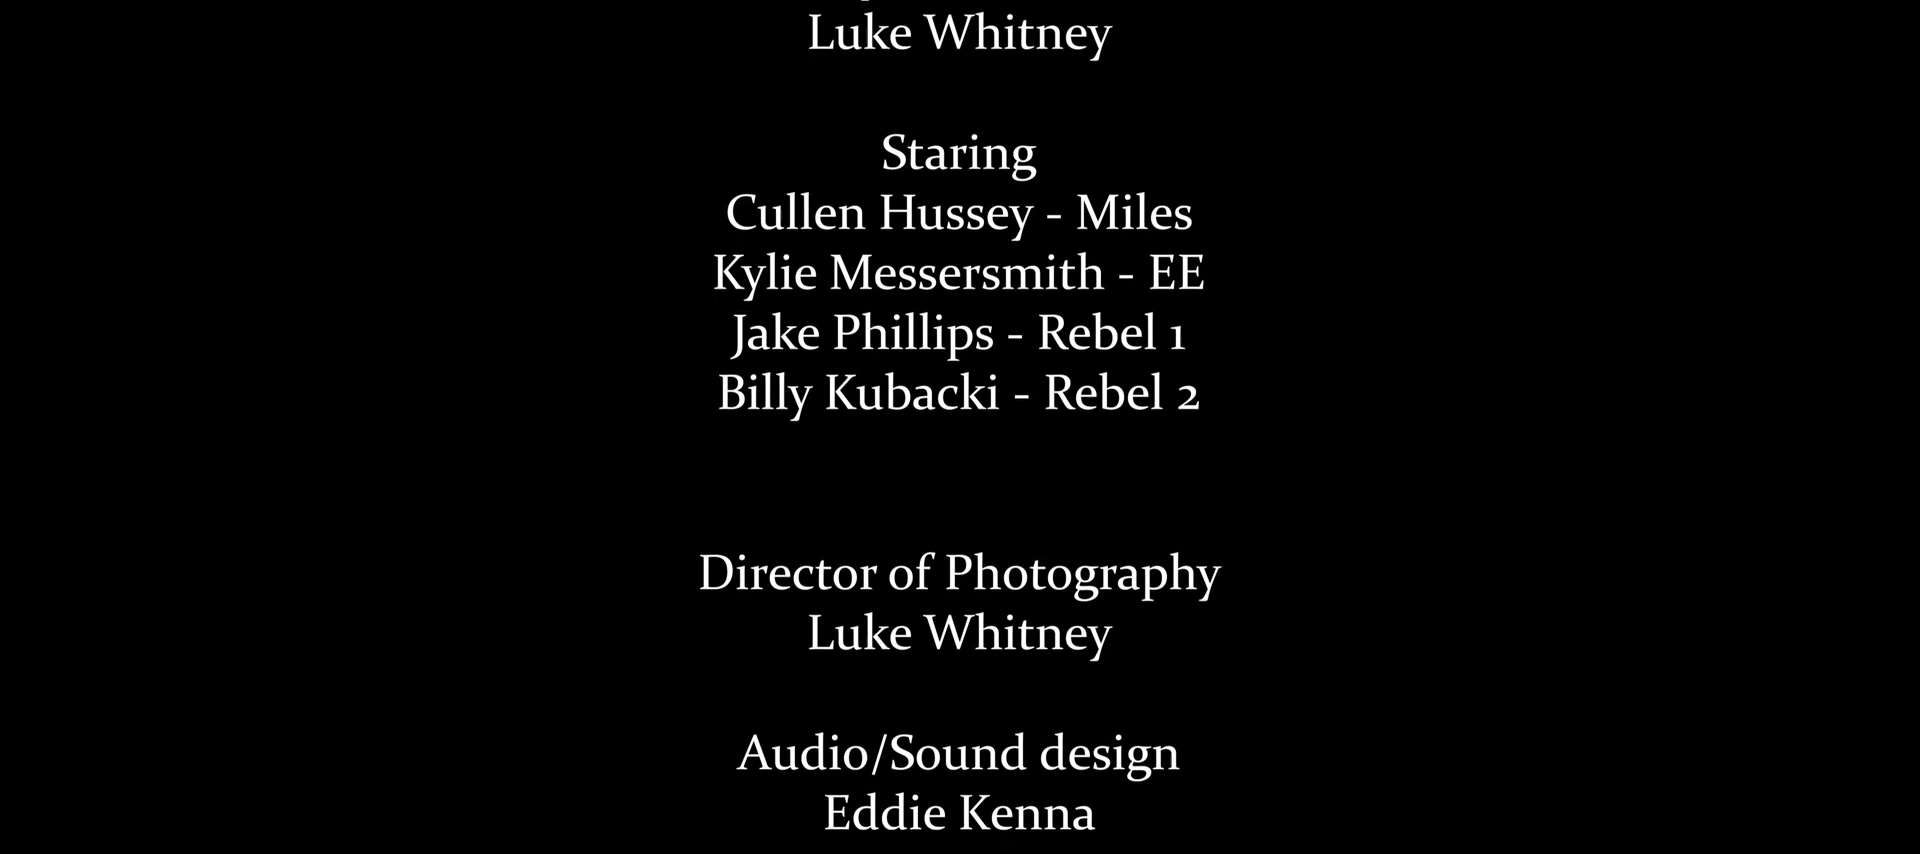 Luke Whitney
Staring
Cullen Hussey - Miles
Kylie Messersmith - EE
Jake Phillips - Rebel 1
Billy Kubacki - Rebel 2
Director of Photography
Luke Whitney
Audio/Sound design
Eddie Kenna